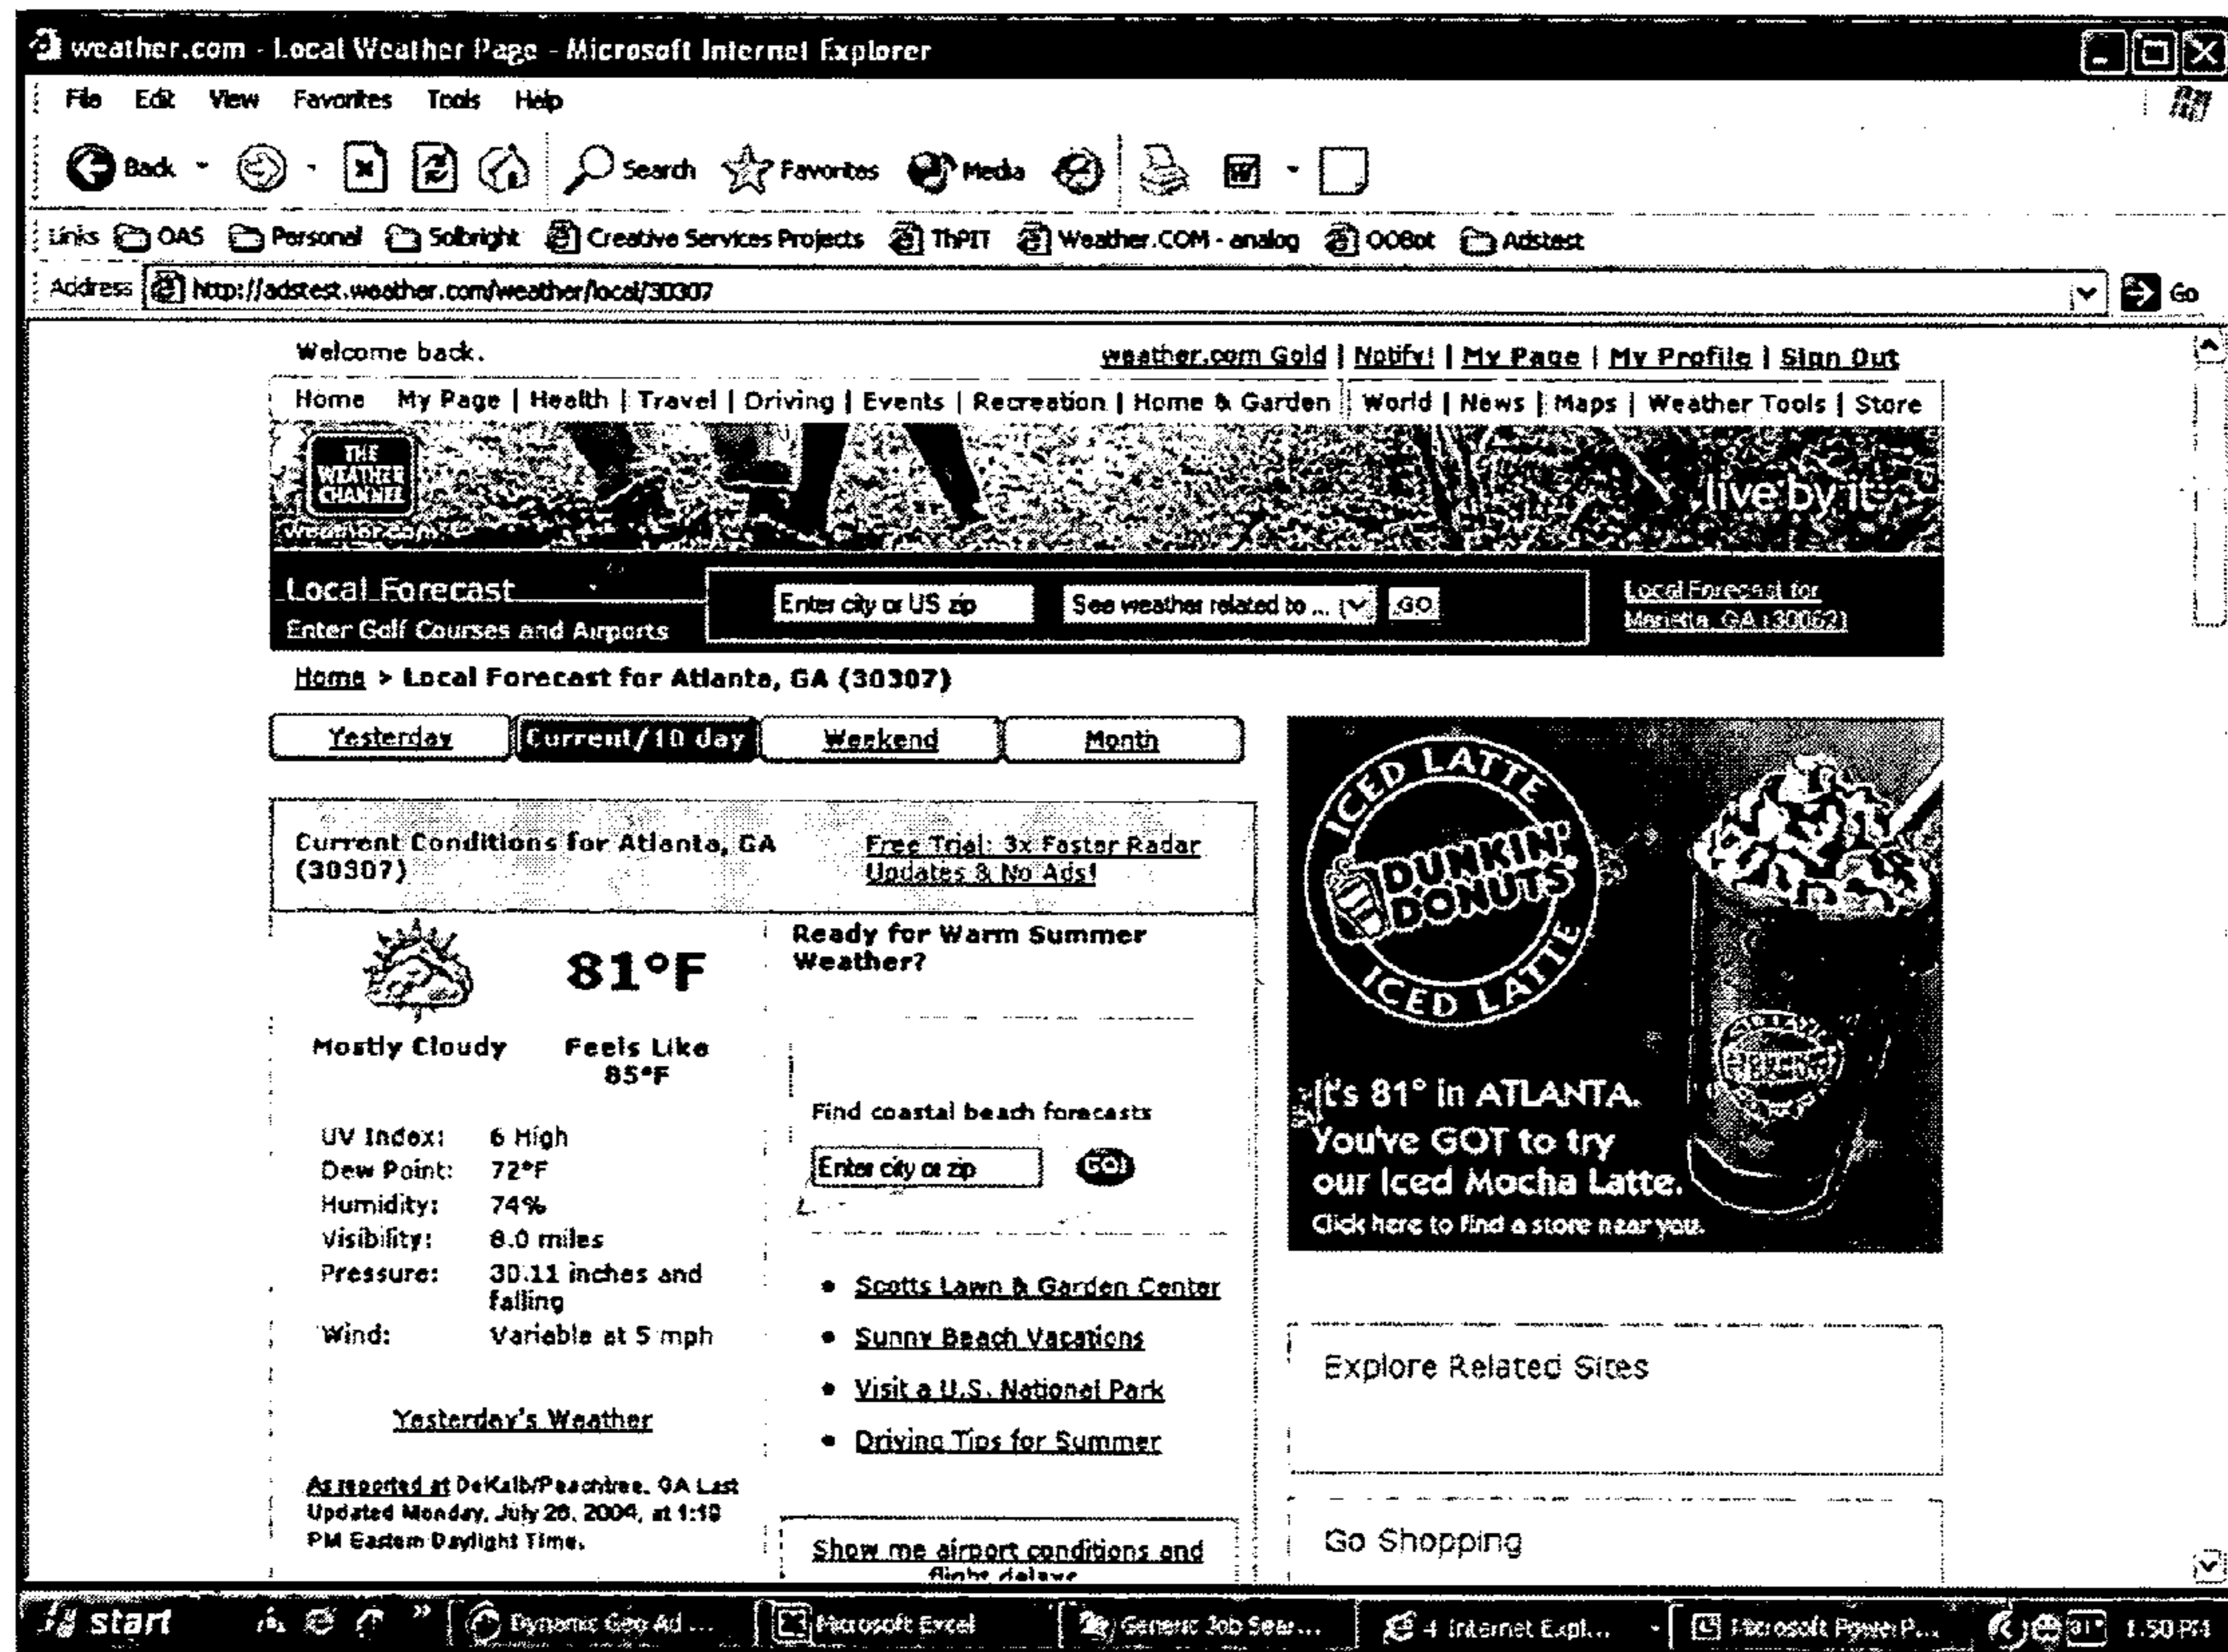 weather.com - Local Weather Page - Microsoft Internet Explorer
File Edit View Favorites Tools Help
Back Search Favorites Media
Links OAS Personal Solbright Creative Services Projects ThPIT Weather.COM - analog OOBot Adstest
Address http://adstest.weather.com/weather/local/30307 Go
Welcome back. weather.com Gold | Notify! | My Page | My Profile | Sign Out
Home My Page | Health | Travel | Driving | Events | Recreation | Home & Garden World | News | Maps | Weather Tools | Store
THE
WEATHER
CHANNEL
weather.com
live by it
Local Forecast
Enter Golf Courses and Airports
Enter city or US zip See weather related to ... GO
Local Forecast for
Marietta, GA (30062)
Home > Local Forecast for Atlanta, GA (30307)
Yesterday Current/10 day Weekend Month
Current Conditions for Atlanta, GA
(30307)
Free Trial: 3x Faster Radar
Updates & No Ads!
81°F
Mostly Cloudy Feels Like
85°F
UV Index: 6 High
Dew Point: 72°F
Humidity: 74%
Visibility: 8.0 miles
Pressure: 30.11 inches and
falling
Wind: Variable at 5 mph
Yesterday's Weather
As reported at DeKalb/Peachtree, GA Last
Updated Monday, July 26, 2004, at 1:19
PM Eastern Daylight Time.
Ready for Warm Summer
Weather?
Find coastal beach forecasts
Enter city or zip GO!
Scotts Lawn & Garden Center
Sunny Beach Vacations
Visit a U.S. National Park
Driving Tips for Summer
Show me airport conditions and
flight delays
ICED LATTE
DUNKIN'
DONUTS
ICED LATTE
It's 81° in ATLANTA.
You've GOT to try
our Iced Mocha Latte.
Click here to find a store near you.
Explore Related Sites
Go Shopping
start Dynamic Geo Ad ... Microsoft Excel Generic Job Sear... 4 Internet Expl... Microsoft PowerP... 81° 1:50 PM